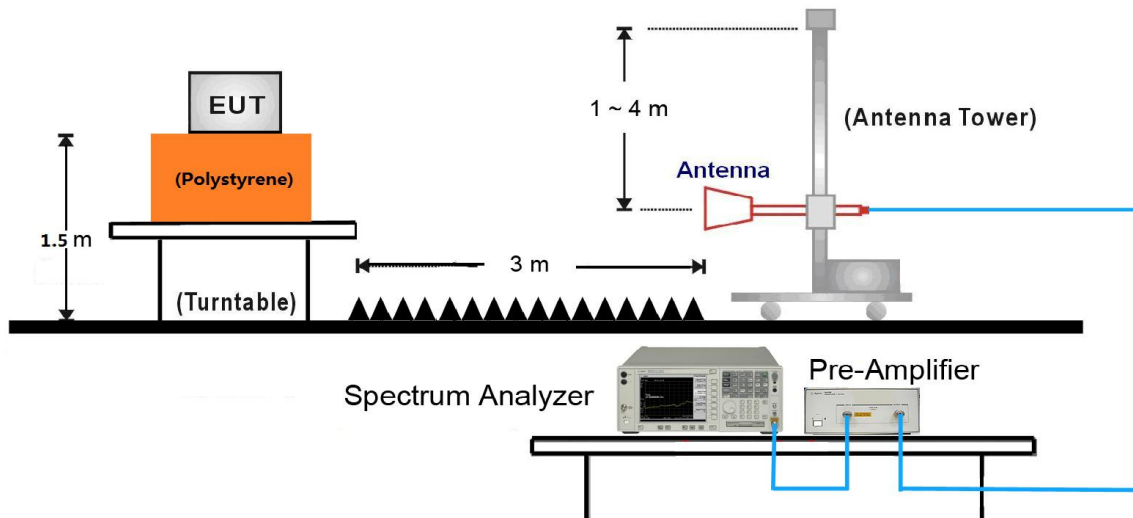 EUT
(Polystyrene)
1.5 m
(Turntable)
3 m
1 ~ 4 m
(Antenna Tower)
Antenna
Spectrum Analyzer
Pre-Amplifier